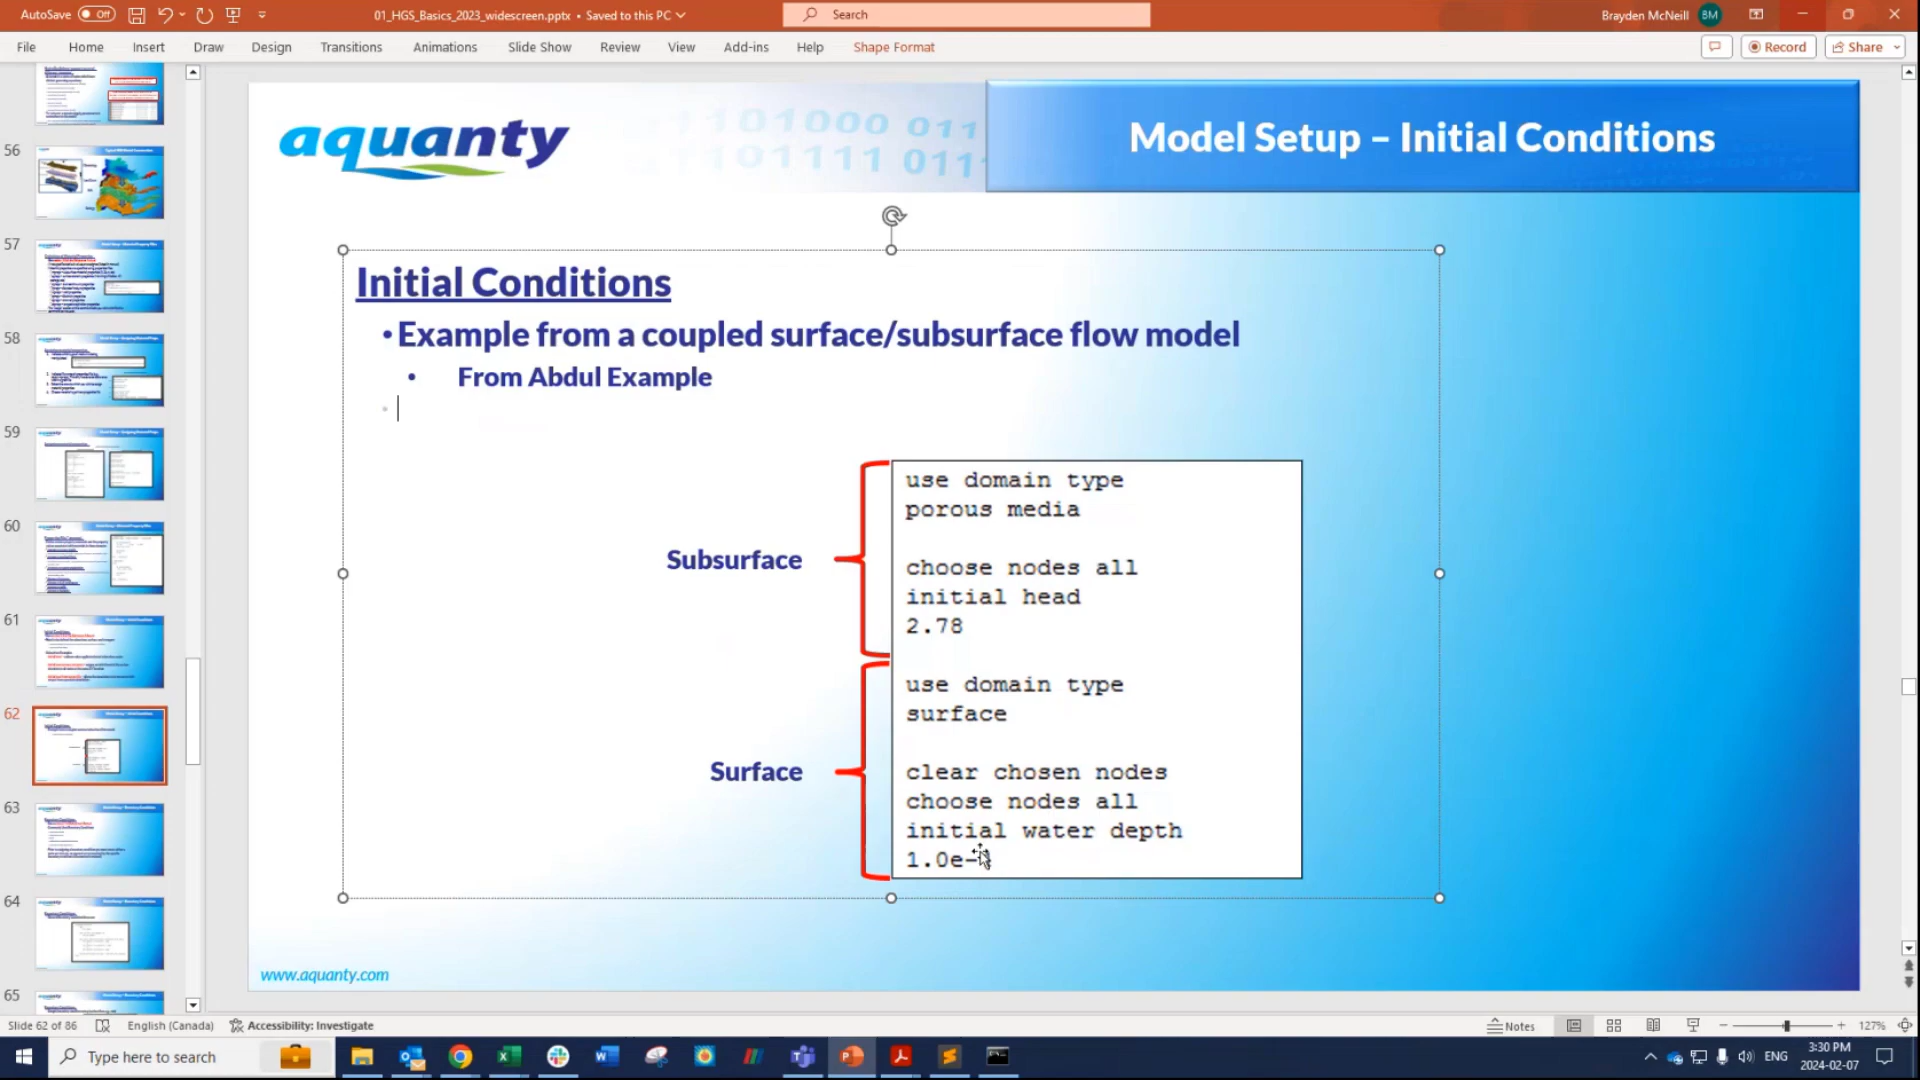 AutoSave Off
01_HGS_Basics_2023_widescreen.pptx • Saved to this PC
Search
Brayden McNeill BM
File Home Insert Draw Design Transitions Animations Slide Show Review View Add-ins Help Shape Format
Record Share
aquanty
Model Setup – Initial Conditions
Initial Conditions
• Example from a coupled surface/subsurface flow model
• From Abdul Example
use domain type
porous media
choose nodes all
initial head
2.78
Subsurface
use domain type
surface
clear chosen nodes
choose nodes all
initial water depth
1.0e-
Surface
www.aquanty.com
56
57
58
59
60
61
62
63
64
65
Slide 62 of 86 English (Canada) Accessibility: Investigate
Notes 127%
Type here to search
ENG
3:30 PM
2024-02-07